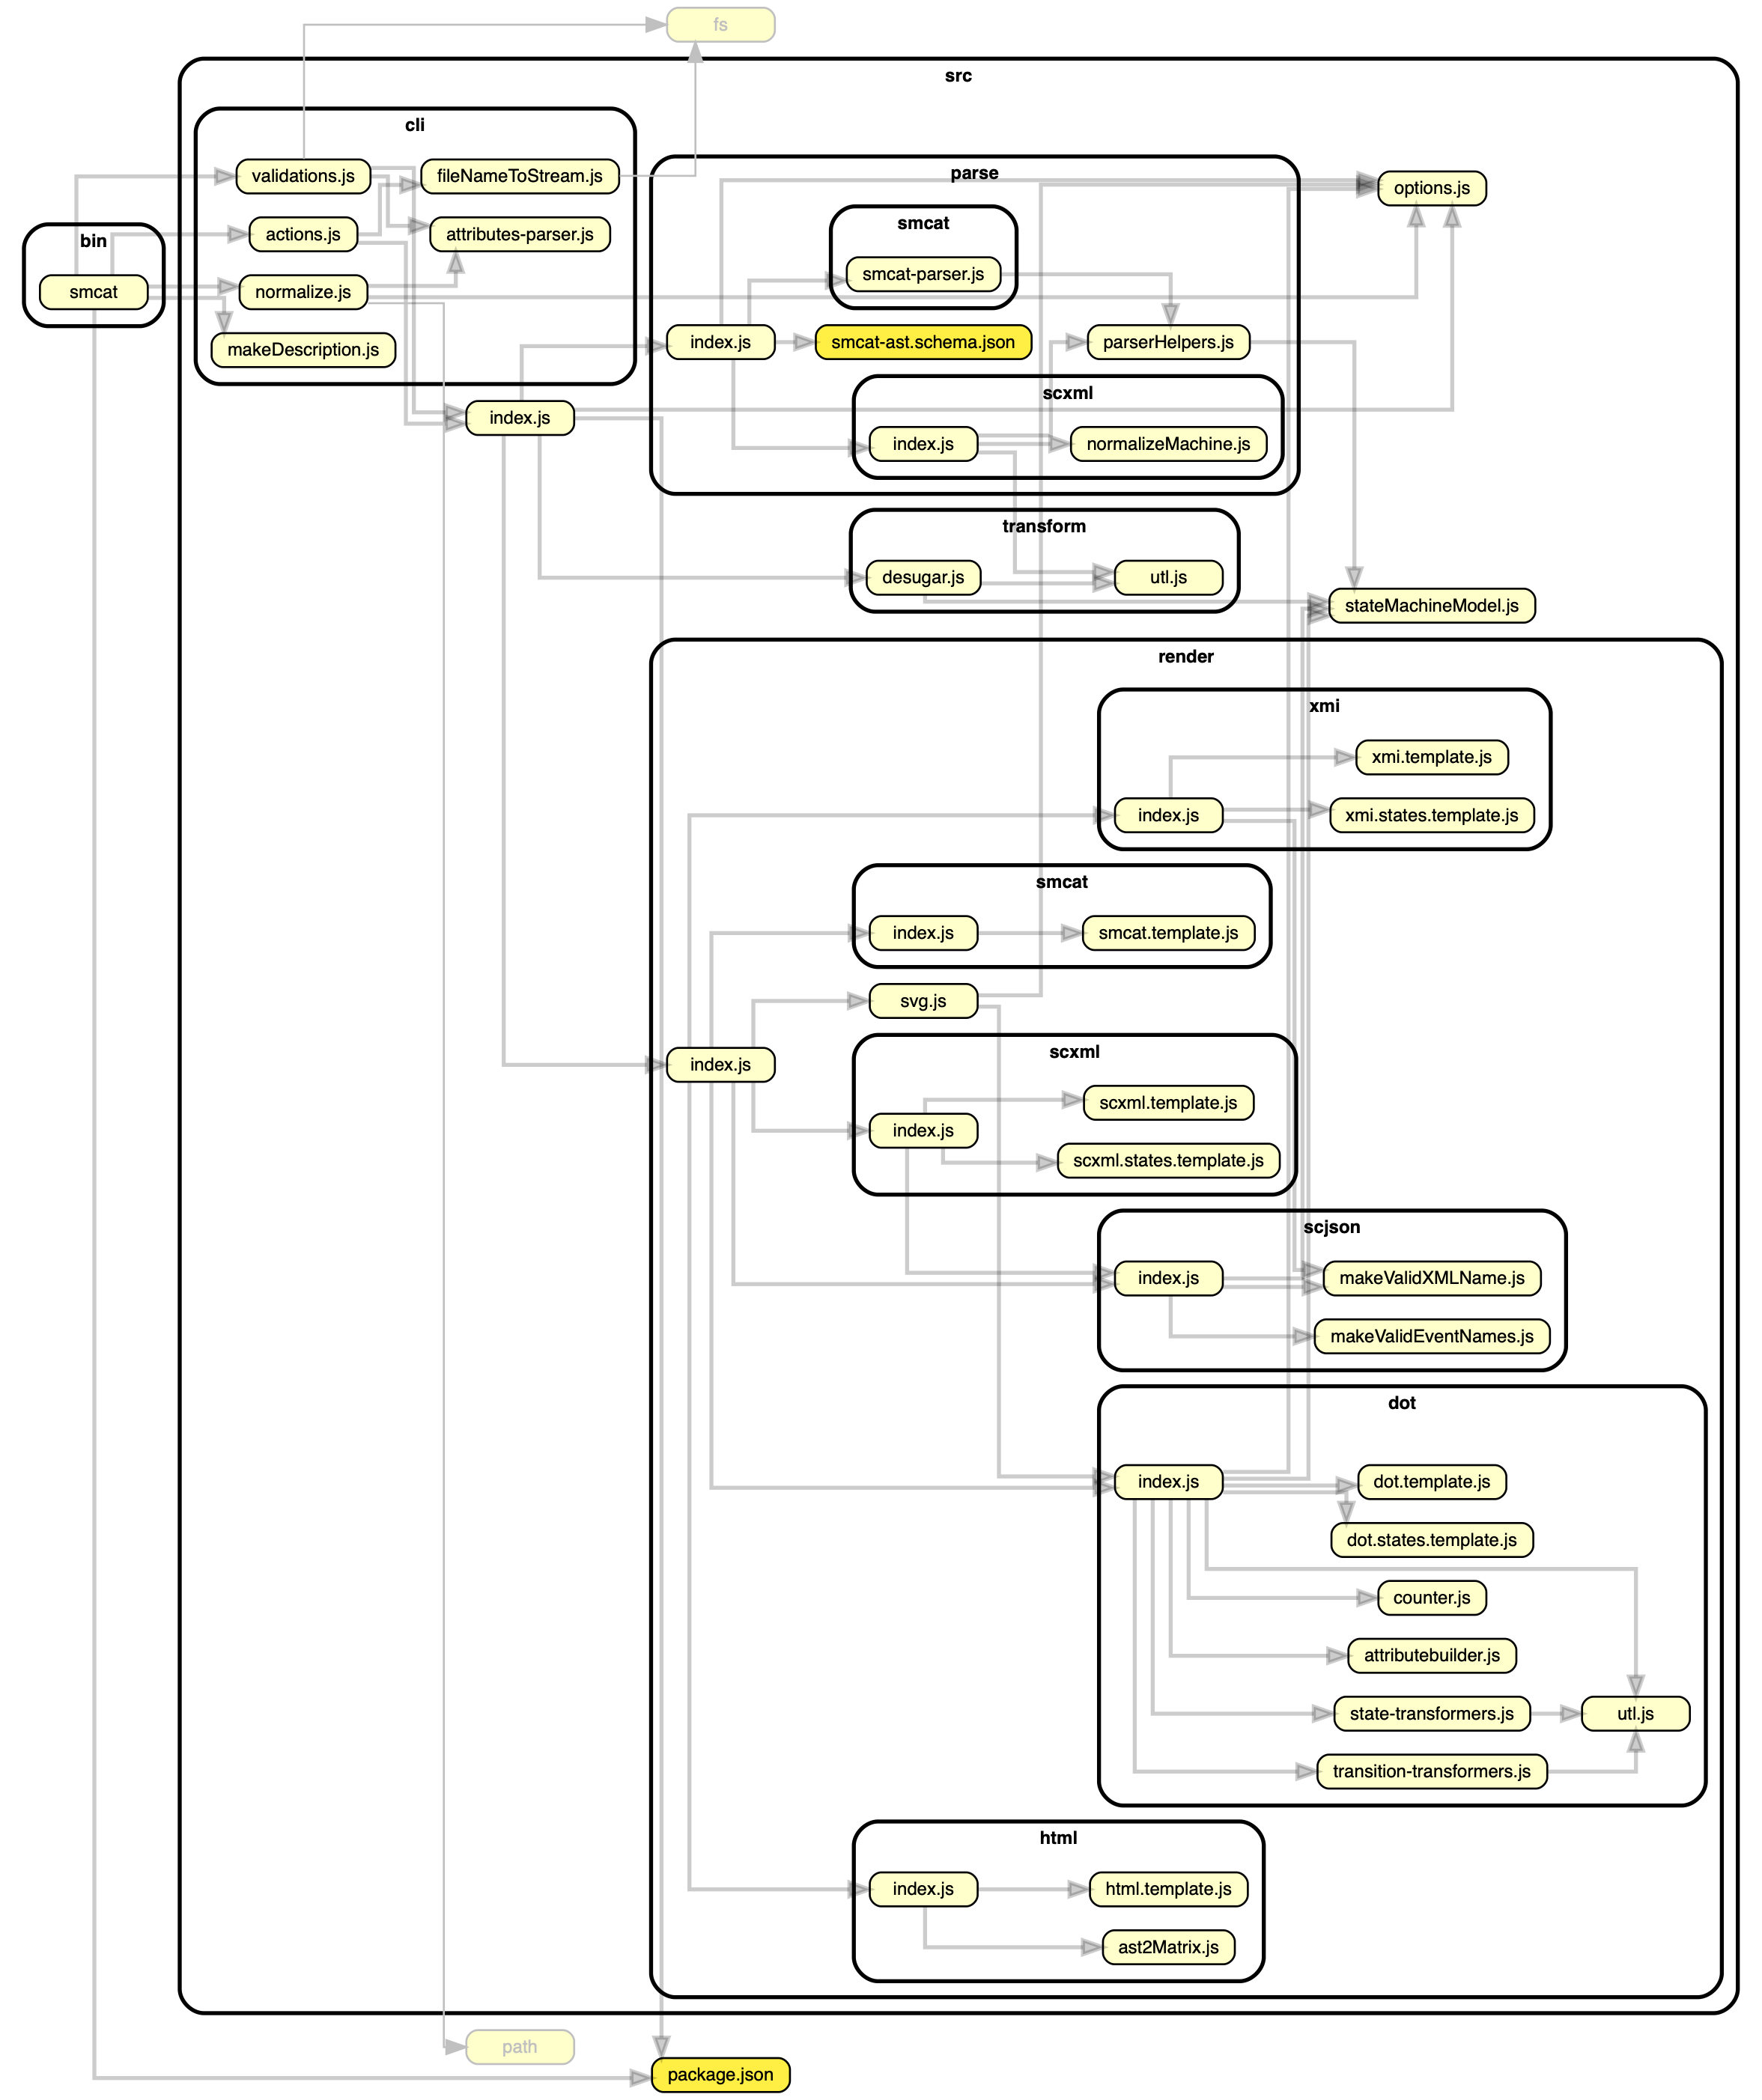 fs
src
cli
validations.js
fileNameToStream.js
actions.js
attributes-parser.js
normalize.js
makeDescription.js
bin
smcat
index.js
parse
smcat
smcat-parser.js
index.js
smcat-ast.schema.json
parserHelpers.js
scxml
index.js
normalizeMachine.js
options.js
transform
desugar.js
utl.js
stateMachineModel.js
render
xmi
xmi.template.js
index.js
xmi.states.template.js
smcat
index.js
smcat.template.js
svg.js
index.js
scxml
scxml.template.js
index.js
scxml.states.template.js
scjson
index.js
makeValidXMLName.js
makeValidEventNames.js
dot
index.js
dot.template.js
dot.states.template.js
counter.js
attributebuilder.js
state-transformers.js
utl.js
transition-transformers.js
html
index.js
html.template.js
ast2Matrix.js
path
package.json